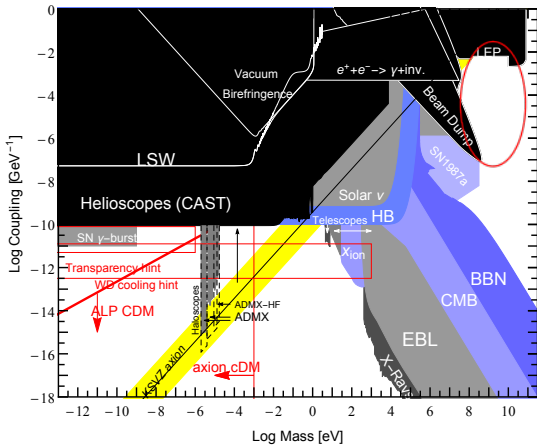 0
-2
-4
-6
-8
-10
-12
-14
-16
-18
Log Coupling [GeV⁻¹]
LEP
e⁺+e⁻−> γ+inv.
Vacuum
Birefringence
Beam Dump
LSW
SN1987a
Helioscopes (CAST)
Solar ν
Telescopes
HB
SN γ−burst
Transparency hint
x_ion
WD cooling hint
ALP CDM
Haloscopes
ADMX−HF
ADMX
BBN
CMB
EBL
X−Rays
KSVZ axion
axion cDM
−12 −10 −8 −6 −4 −2 0 2 4 6 8 10
Log Mass [eV]